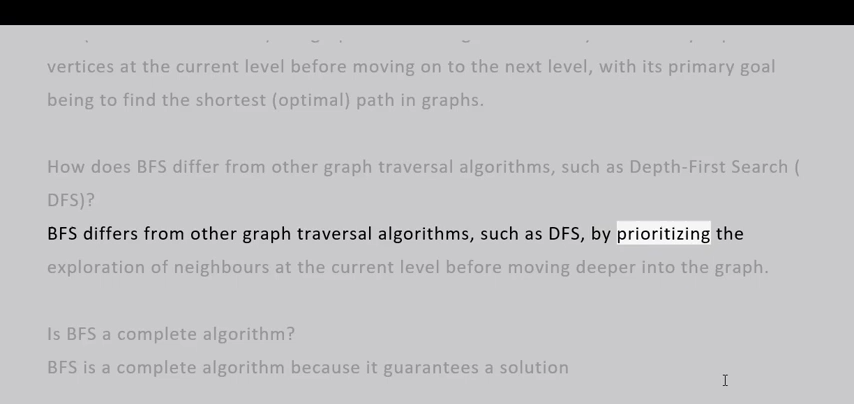 vertices at the current level before moving on to the next level, with its primary goal
being to find the shortest (optimal) path in graphs.
How does BFS differ from other graph traversal algorithms, such as Depth-First Search (
DFS)?
BFS differs from other graph traversal algorithms, such as DFS, by prioritizing the
exploration of neighbours at the current level before moving deeper into the graph.
Is BFS a complete algorithm?
BFS is a complete algorithm because it guarantees a solution